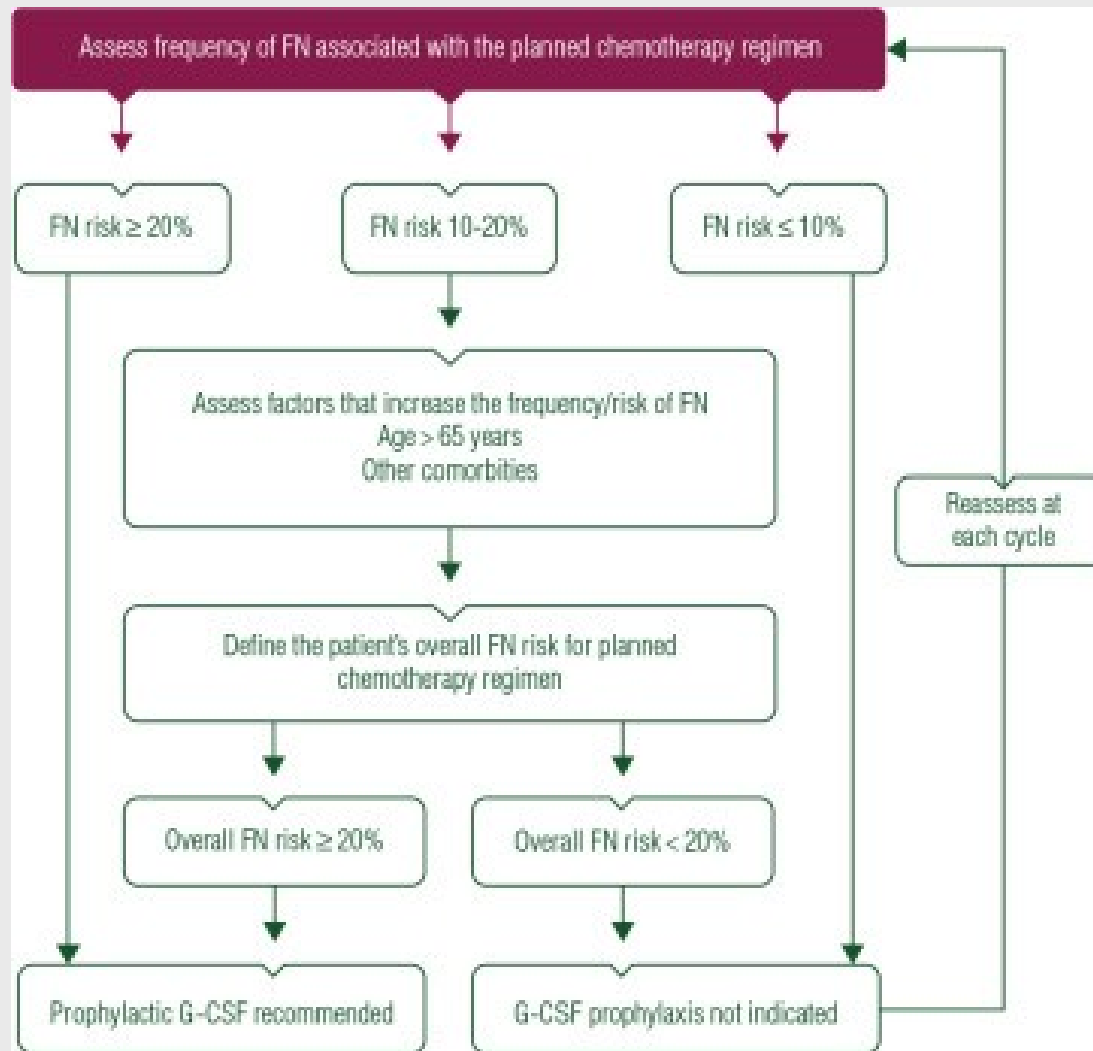 Assess frequency of FN associated with the planned chemotherapy regimen
FN risk ≥ 20%
FN risk 10-20%
FN risk ≤ 10%
Assess factors that increase the frequency/risk of FN
Age > 65 years
Other comorbities
Reassess at
each cycle
Define the patient's overall FN risk for planned
chemotherapy regimen
Overall FN risk ≥ 20%
Overall FN risk < 20%
Prophylactic G-CSF recommended
G-CSF prophylaxis not indicated